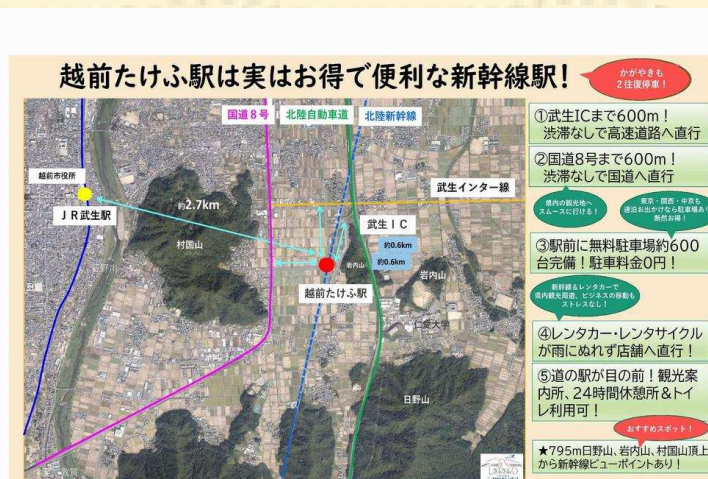 越前たけふ駅は実はお得で便利な新幹線駅!
かがやきも
2往復停車!
国道8号
北陸自動車道
北陸新幹線
越前市役所
JR武生駅
約2.7km
村国山
武生インター線
武生IC
約0.6km
約0.6km
岩内山
岩内山
越前たけふ駅
仁愛大学
日野山
敦賀
①武生ICまで600m!
渋滞なしで高速道路へ直行
②国道8号まで600m!
渋滞なしで国道へ直行
県内の観光地へ
スムースに行ける!
東京・関西・中京も
連泊お出かけなら駐車場あり
断然お得!
③駅前に無料駐車場約600
台完備!駐車料金0円!
新幹線&レンタカーで
県内観光周遊、ビジネスの移動も
ストレスなし!
④レンタカー・レンタサイクル
が雨にぬれず店舗へ直行!
⑤道の駅が目の前!観光案
内所、24時間休憩所&トイ
レ利用可!
おすすめスポット!
★795m日野山、岩内山、村国山頂上
から新幹線ビューポイントあり!